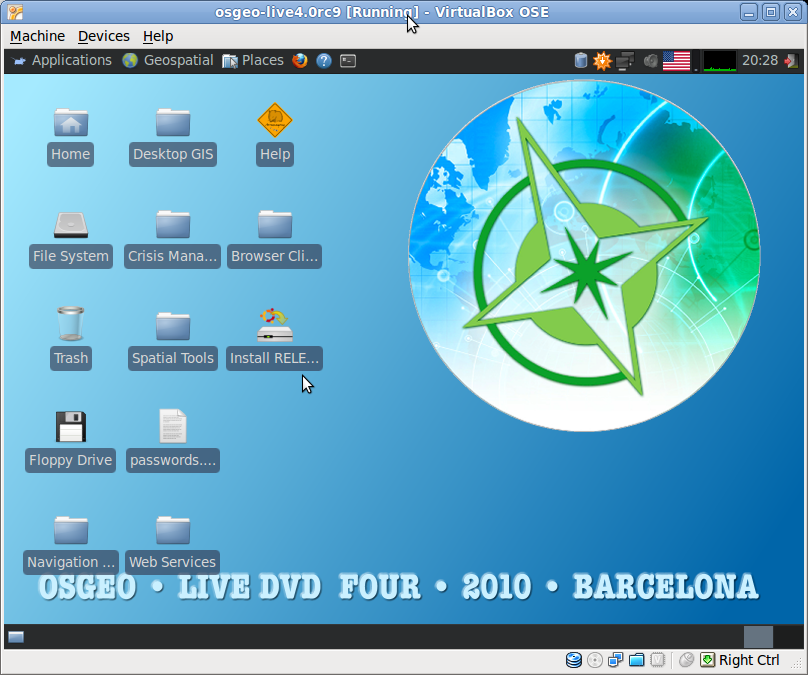 osgeo-live4.0rc9 [Running] - VirtualBox OSE
Machine Devices Help
Applications Geospatial Places 20:28
Home Desktop GIS Help
File System Crisis Mana... Browser Cli...
Trash Spatial Tools Install RELE...
Floppy Drive passwords....
Navigation ... Web Services
OSGEO • LIVE DVD FOUR • 2010 • BARCELONA
Right Ctrl